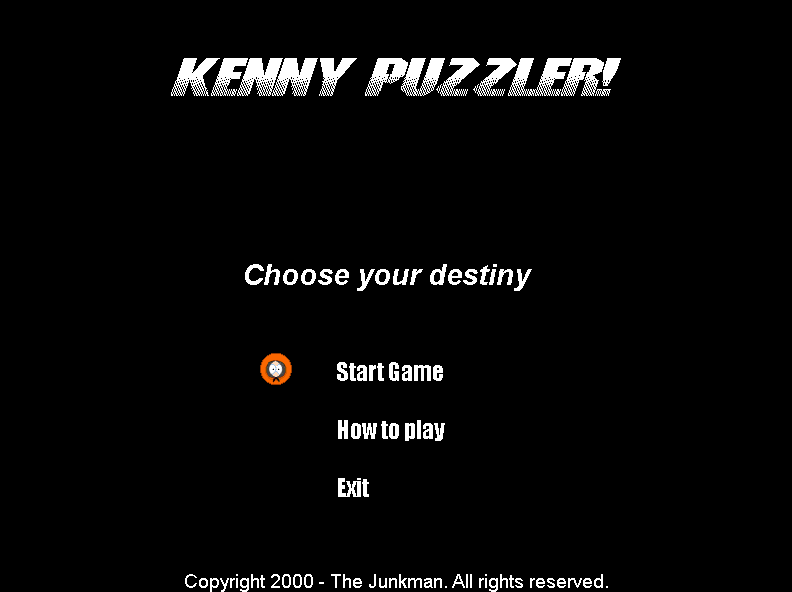 KENNY PUZZLER!
Choose your destiny
Start Game
How to play
Exit
Copyright 2000 - The Junkman. All rights reserved.